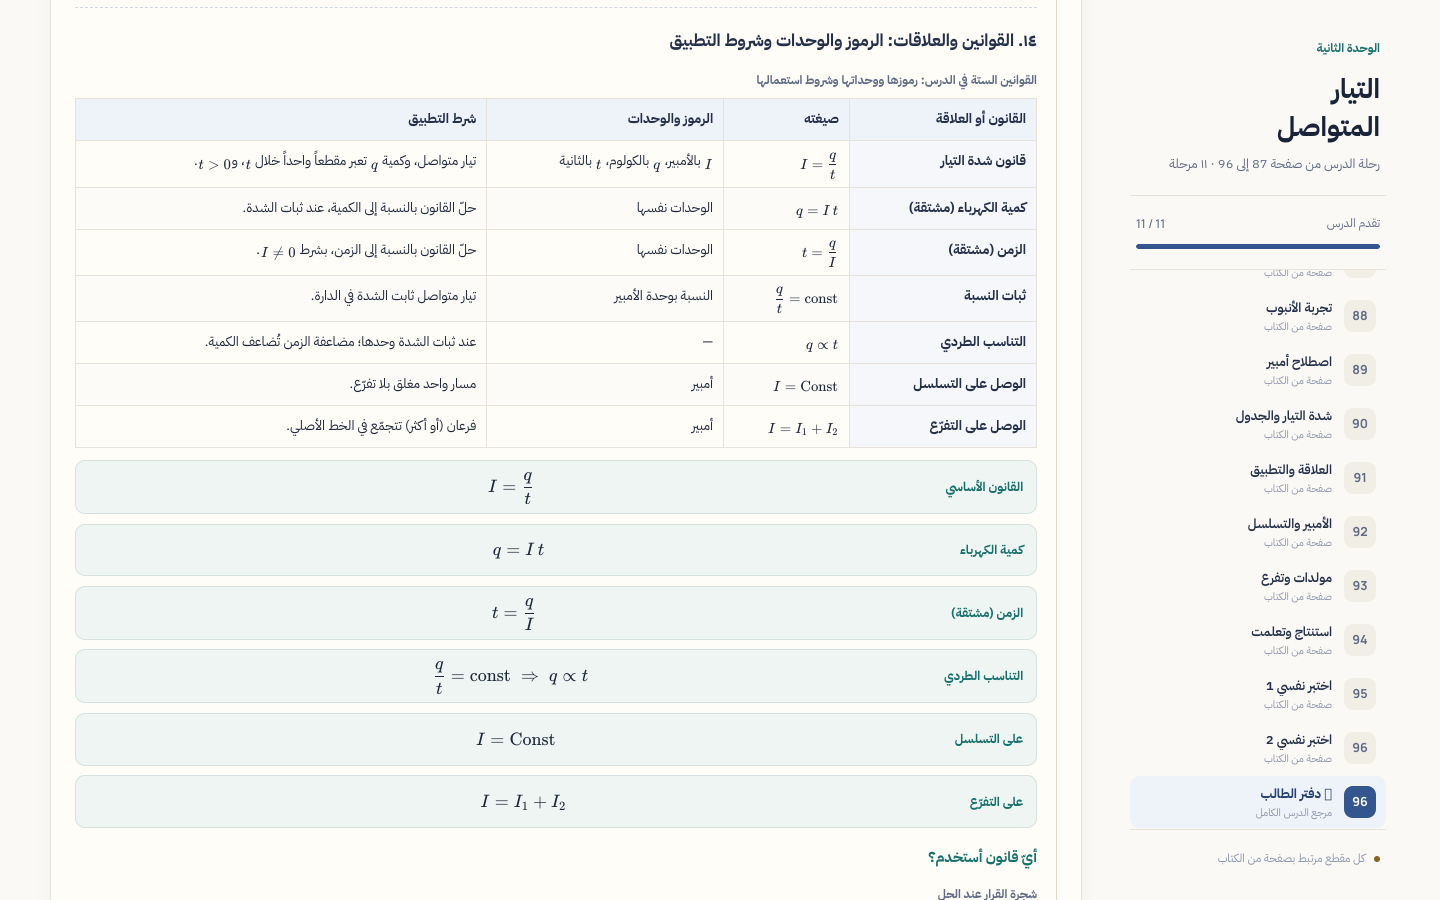 الوحدة الثانية
التيار
المتواصل
رحلة الدرس من صفحة 87 إلى 96 · ١١ مرحلة
تقدم الدرس 11 / 11
صفحة من الكتاب
88 تجربة الأنبوب
صفحة من الكتاب
89 اصطلاح أمبير
صفحة من الكتاب
90 شدة التيار والجدول
صفحة من الكتاب
91 العلاقة والتطبيق
صفحة من الكتاب
92 الأمبير والتسلسل
صفحة من الكتاب
93 مولدات وتفرع
صفحة من الكتاب
94 استنتاج وتعلمت
صفحة من الكتاب
95 اختبر نفسي 1
صفحة من الكتاب
96 اختبر نفسي 2
صفحة من الكتاب
96 دفتر الطالب
مرجع الدرس الكامل
كل مقطع مرتبط بصفحة من الكتاب
١٤. القوانين والعلاقات: الرموز والوحدات وشروط التطبيق
القوانين الستة في الدرس: رموزها ووحداتها وشروط استعمالها
القانون أو العلاقة صيغته الرموز والوحدات شرط التطبيق
قانون شدة التيار I = q/t I بالأمبير، q بالكولوم، t بالثانية تيار متواصل، وكمية q تعبر مقطعاً واحداً خلال t، و t > 0.
كمية الكهرباء (مشتقة) q = I t الوحدات نفسها حلّ القانون بالنسبة إلى الكمية، عند ثبات الشدة.
الزمن (مشتقة) t = q/I الوحدات نفسها حلّ القانون بالنسبة إلى الزمن، بشرط I ≠ 0.
ثبات النسبة q/t = const النسبة بوحدة الأمبير تيار متواصل ثابت الشدة في الدارة.
التناسب الطردي q ∝ t — عند ثبات الشدة وحدها؛ مضاعفة الزمن تُضاعف الكمية.
الوصل على التسلسل I = Const أمبير مسار واحد مغلق بلا تفرّع.
الوصل على التفرّع I = I₁ + I₂ أمبير فرعان (أو أكثر) تتجمّع في الخط الأصلي.
القانون الأساسي I = q/t
كمية الكهرباء q = I t
الزمن (مشتقة) t = q/I
التناسب الطردي q/t = const ⇒ q ∝ t
على التسلسل I = Const
على التفرّع I = I₁ + I₂
أيّ قانون أستخدم؟
شجرة القرار عند الحل